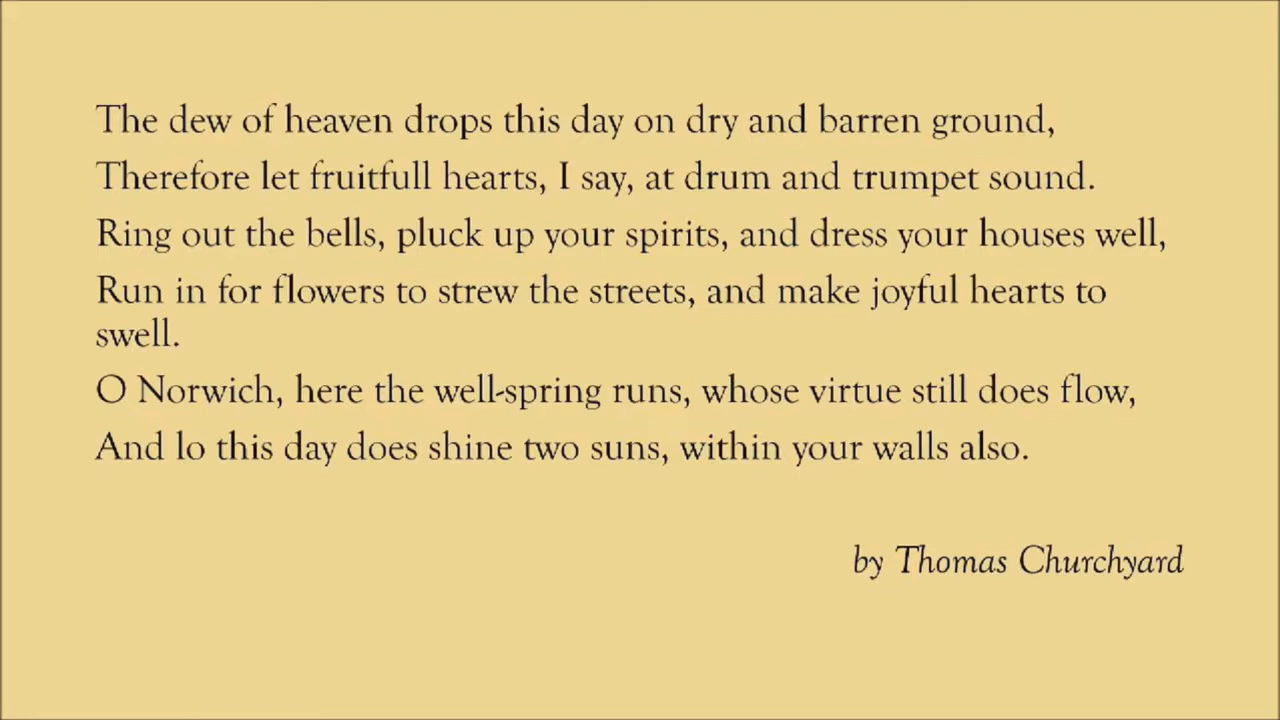 The dew of heaven drops this day on dry and barren ground,
Therefore let fruitfull hearts, I say, at drum and trumpet sound.
Ring out the bells, pluck up your spirits, and dress your houses well,
Run in for flowers to strew the streets, and make joyful hearts to
swell.
O Norwich, here the well-spring runs, whose virtue still does flow,
And lo this day does shine two suns, within your walls also.
by Thomas Churchyard